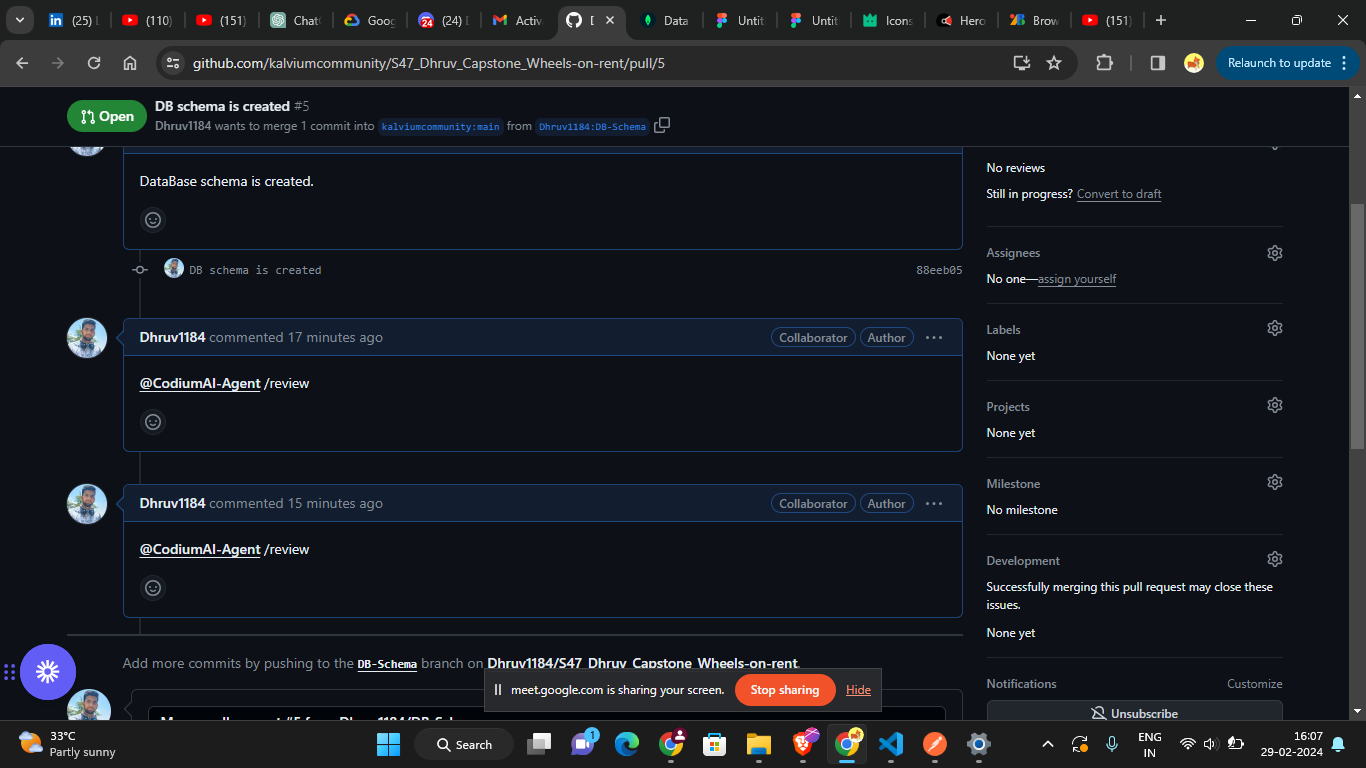 (25)
(110)
(151)
Chat
Goog
24
(24)
Activ
Data
Untit
Untit
Icons
Hero
Brow
(151)
github.com/kalviumcommunity/S47_Dhruv_Capstone_Wheels-on-rent/pull/5
Relaunch to update
Open
DB schema is created #5
Dhruv1184 wants to merge 1 commit into kalviumcommunity:main from Dhruv1184:DB-Schema
DataBase schema is created.
DB schema is created 88eeb05
Dhruv1184 commented 17 minutes ago Collaborator Author
@CodiumAI-Agent /review
Dhruv1184 commented 15 minutes ago Collaborator Author
@CodiumAI-Agent /review
Add more commits by pushing to the DB-Schema branch on Dhruv1184/S47_Dhruv_Capstone_Wheels-on-rent.
No reviews
Still in progress? Convert to draft
Assignees
No one—assign yourself
Labels
None yet
Projects
None yet
Milestone
No milestone
Development
Successfully merging this pull request may close these
issues.
None yet
Notifications Customize
Unsubscribe
meet.google.com is sharing your screen. Stop sharing Hide
33°C
Partly sunny
Search
1
ENG
IN
16:07
29-02-2024